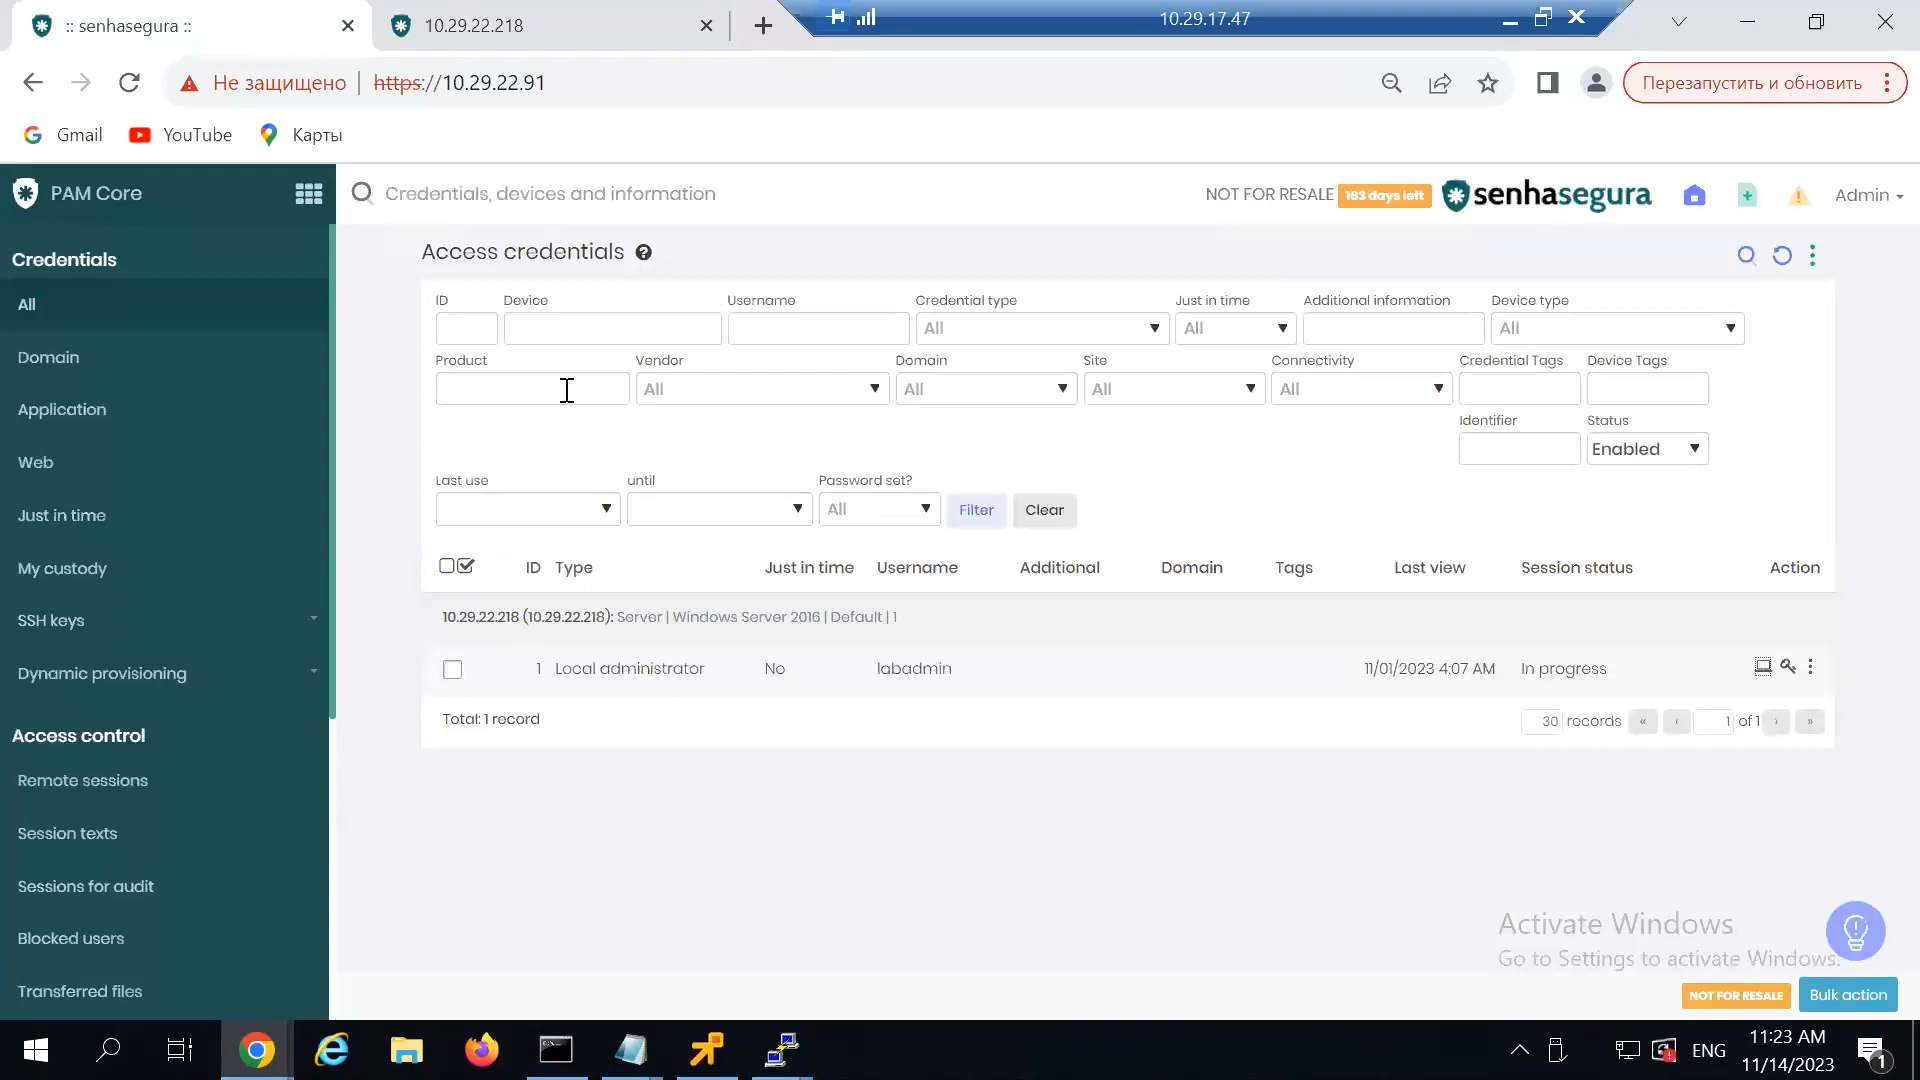 :: senhasegura ::
10.29.22.218
10.29.17.47
Не защищено
https://10.29.22.91
Перезапустить и обновить
Gmail
YouTube
Карты
PAM Core
Credentials, devices and information
NOT FOR RESALE
163 days left
senhasegura
Admin
Credentials
All
Domain
Application
Web
Just in time
My custody
SSH keys
Dynamic provisioning
Access control
Remote sessions
Session texts
Sessions for audit
Blocked users
Transferred files
Access credentials
ID Device Username Credential type Just in time Additional information Device type
All All All
Product Vendor Domain Site Connectivity Credential Tags Device Tags
All All All All
Identifier Status
Enabled
Last use until Password set?
All Filter Clear
ID Type Just in time Username Additional Domain Tags Last view Session status Action
10.29.22.218 (10.29.22.218): Server | Windows Server 2016 | Default | 1
1 Local administrator No labadmin 11/01/2023 4:07 AM In progress
Total: 1 record
30 records « ‹ 1 of 1 › »
Activate Windows
Go to Settings to activate Windows.
NOT FOR RESALE
Bulk action
ENG
11:23 AM
11/14/2023
1